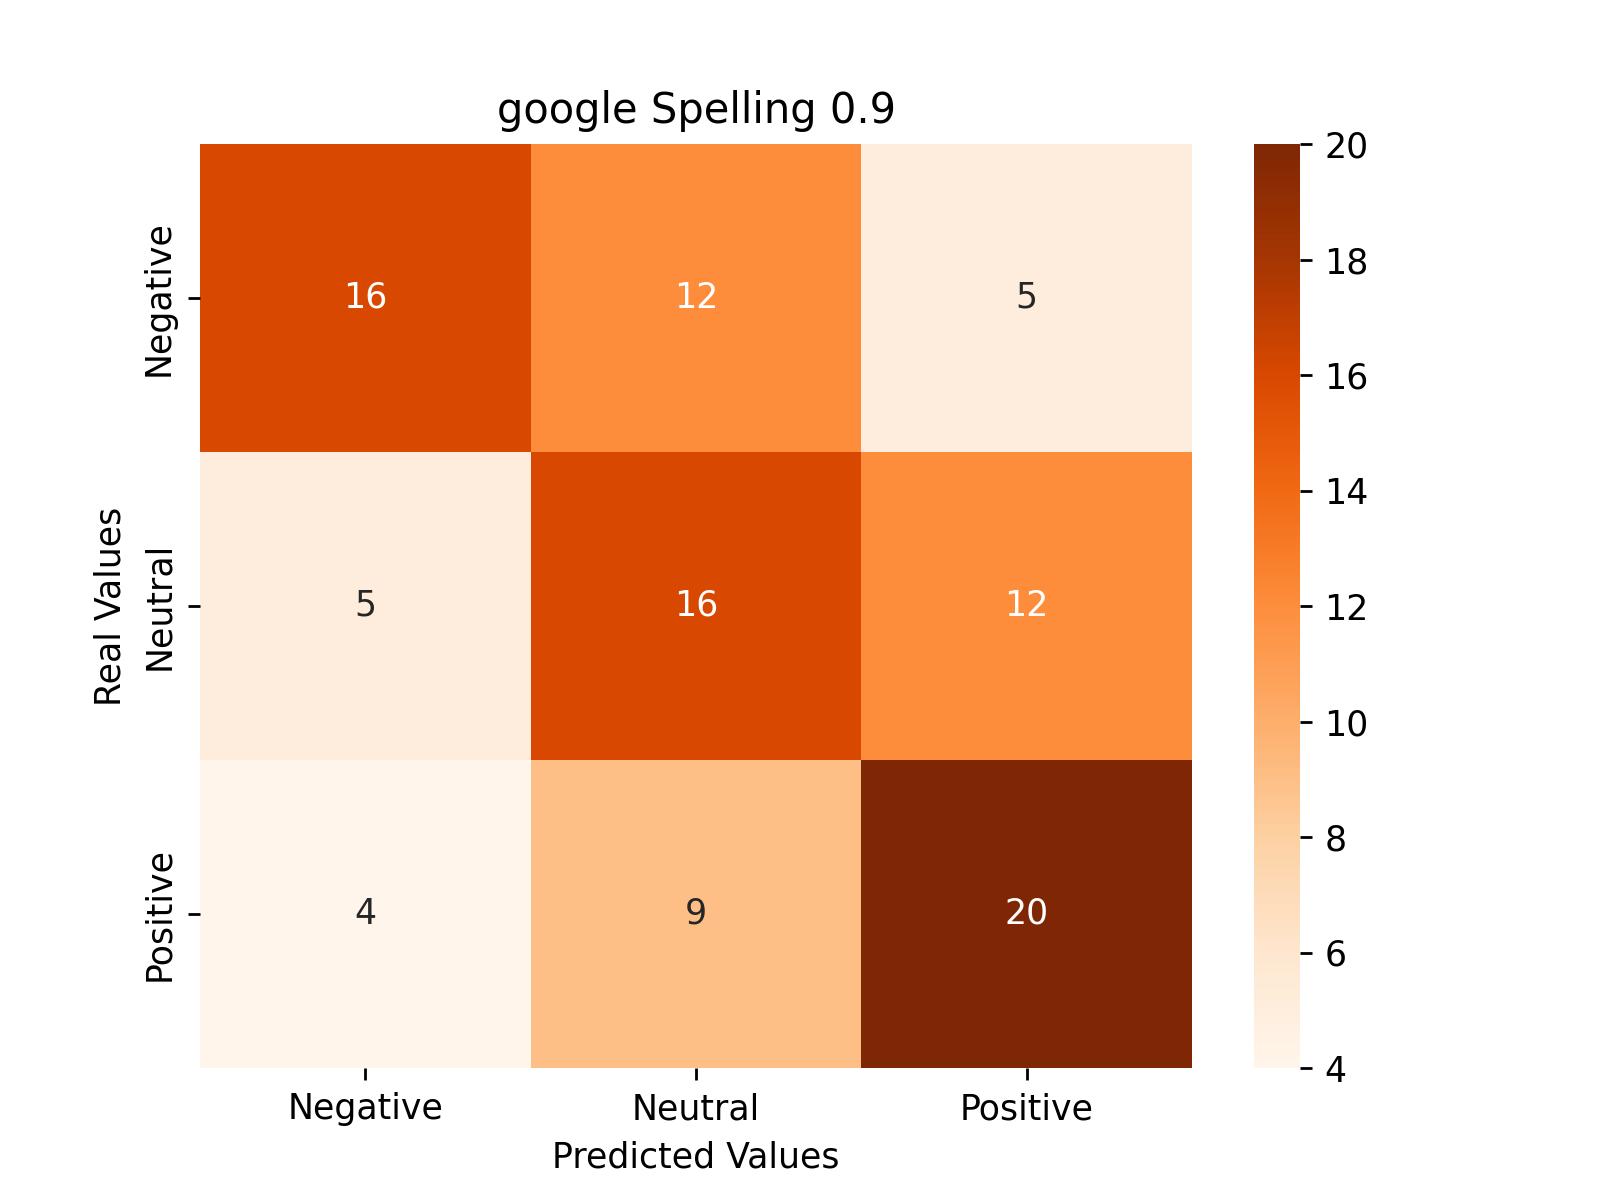 google Spelling 0.9
Real Values
Negative
16 12 5
Neutral
5 16 12
Positive
4 9 20
Negative Neutral Positive
Predicted Values
20
18
16
14
12
10
8
6
4